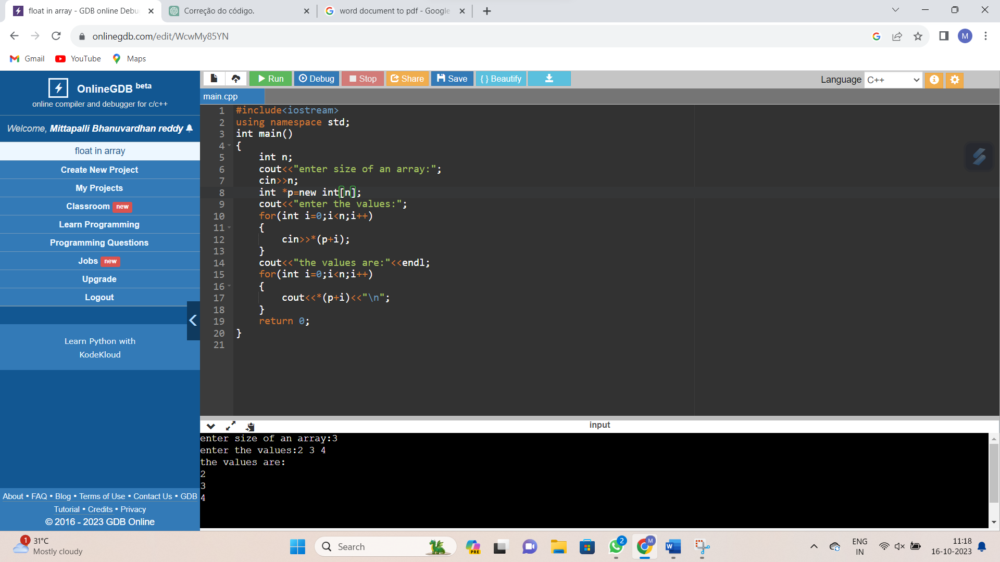 float in array - GDB online Debu
Correção do código.
word document to pdf - Google
onlinegdb.com/edit/WcwMy85YN
M
Gmail
YouTube
Maps
OnlineGDB beta
online compiler and debugger for c/c++
Welcome, Mittapalli Bhanuvardhan reddy
float in array
Create New Project
My Projects
Classroom new
Learn Programming
Programming Questions
Jobs new
Upgrade
Logout
Learn Python with
KodeKloud
About • FAQ • Blog • Terms of Use • Contact Us • GDB
Tutorial • Credits • Privacy
© 2016 - 2023 GDB Online
Run
Debug
Stop
Share
Save
{ } Beautify
Language C++
main.cpp
1 #include<iostream>
2 using namespace std;
3 int main()
4 {
5     int n;
6     cout<<"enter size of an array:";
7     cin>>n;
8     int *p=new int[n];
9     cout<<"enter the values:";
10     for(int i=0;i<n;i++)
11     {
12         cin>>*(p+i);
13     }
14     cout<<"the values are:"<<endl;
15     for(int i=0;i<n;i++)
16     {
17         cout<<*(p+i)<<"\n";
18     }
19     return 0;
20 }
21
input
enter size of an array:3
enter the values:2 3 4
the values are:
2
3
4
1
31°C
Mostly cloudy
Search
PRE
2
M
W
ENG
IN
11:18
16-10-2023